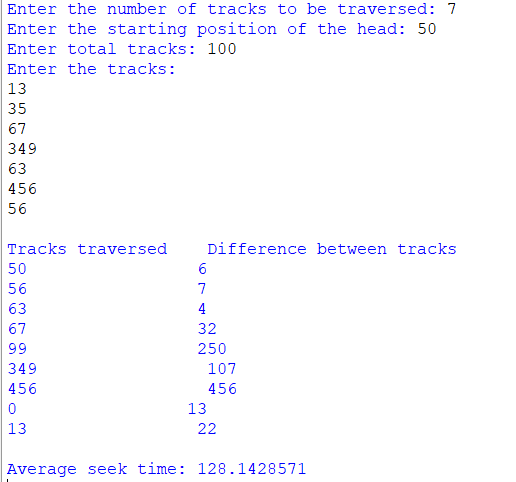 Enter the number of tracks to be traversed: 7
Enter the starting position of the head: 50
Enter total tracks: 100
Enter the tracks:
13
35
67
349
63
456
56
Tracks traversed    Difference between tracks
50                 6
56                 7
63                 4
67                 32
99                 250
349                 107
456                 456
0                 13
13                 22
Average seek time: 128.1428571